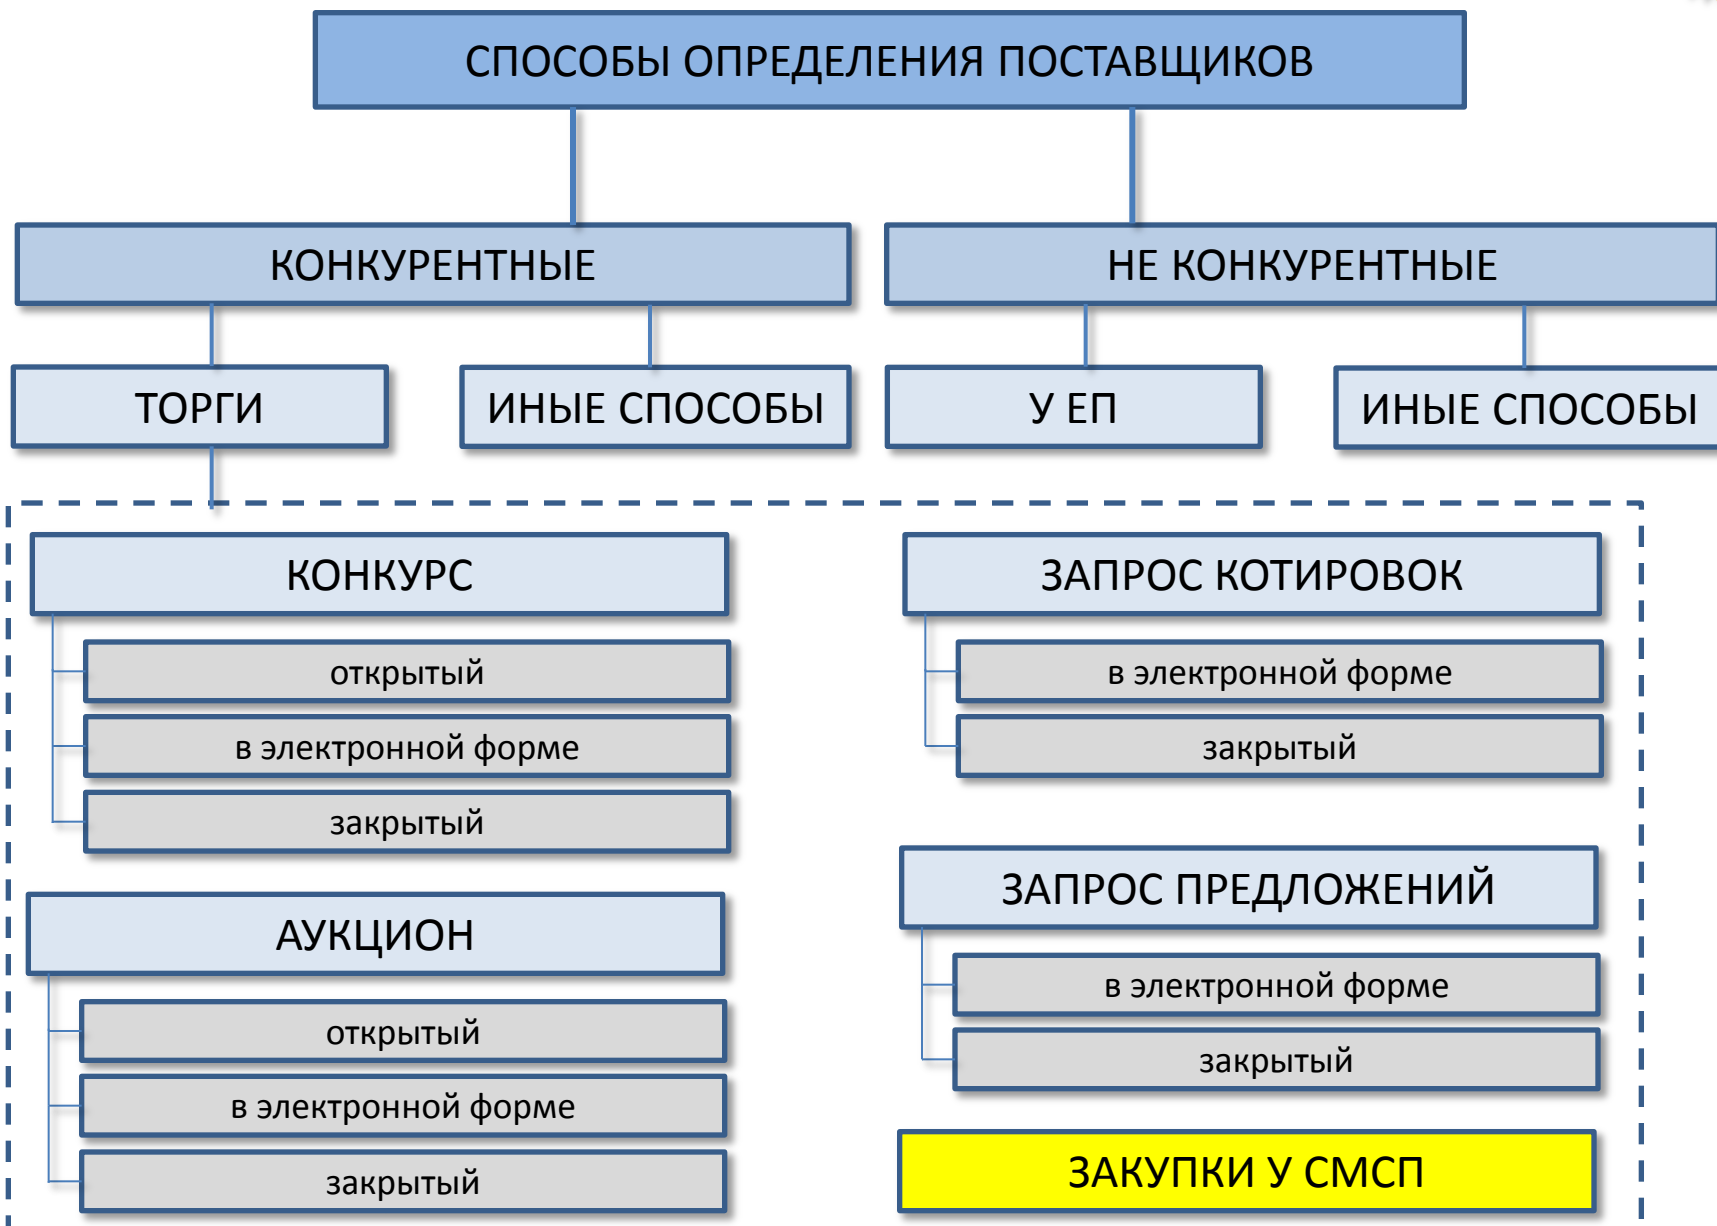 СПОСОБЫ ОПРЕДЕЛЕНИЯ ПОСТАВЩИКОВ
КОНКУРЕНТНЫЕ
НЕ КОНКУРЕНТНЫЕ
ТОРГИ
ИНЫЕ СПОСОБЫ
У ЕП
ИНЫЕ СПОСОБЫ
КОНКУРС
открытый
в электронной форме
закрытый
АУКЦИОН
открытый
в электронной форме
закрытый
ЗАПРОС КОТИРОВОК
в электронной форме
закрытый
ЗАПРОС ПРЕДЛОЖЕНИЙ
в электронной форме
закрытый
ЗАКУПКИ У СМСП